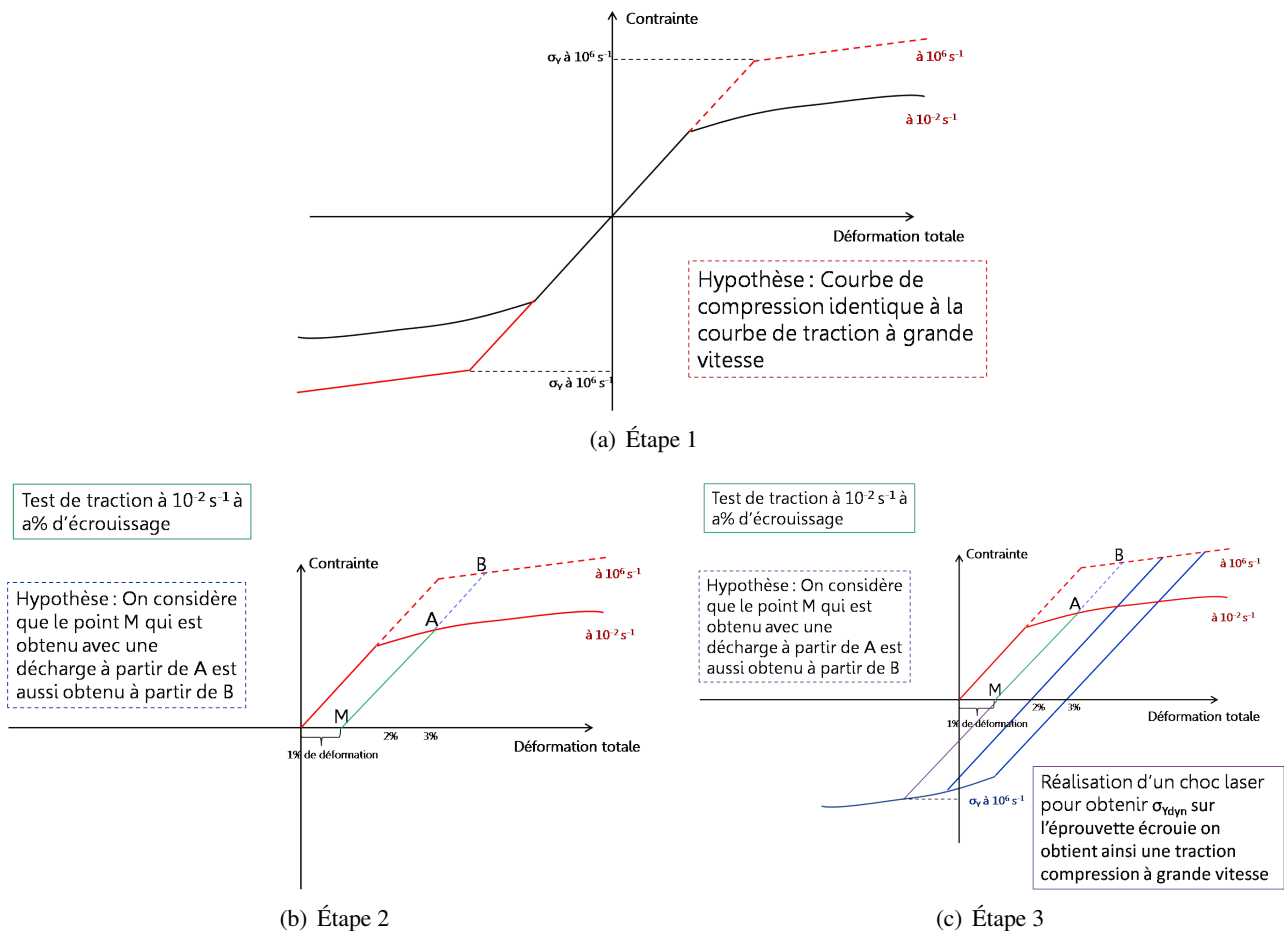 Contrainte
σY à 10⁶ s⁻¹
à 10⁶ s⁻¹
à 10⁻² s⁻¹
Déformation totale
Hypothèse : Courbe de
compression identique à la
courbe de traction à grande
vitesse
σY à 10⁶ s⁻¹
(a) Étape 1
Test de traction à 10⁻² s⁻¹ à
a% d'écrouissage
Contrainte
B
à 10⁶ s⁻¹
Hypothèse : On considère
que le point M qui est
obtenu avec une
décharge à partir de A est
aussi obtenu à partir de B
A
à 10⁻² s⁻¹
M
1% de déformation
2%
3%
Déformation totale
(b) Étape 2
Test de traction à 10⁻² s⁻¹ à
a% d'écrouissage
Contrainte
B
à 10⁶ s⁻¹
Hypothèse : On considère
que le point M qui est
obtenu avec une
décharge à partir de A est
aussi obtenu à partir de B
A
à 10⁻² s⁻¹
M
1% de déformation
2%
3%
Déformation totale
σY à 10⁶ s⁻¹
Réalisation d'un choc laser
pour obtenir σYdyn sur
l'éprouvette écrouie on
obtient ainsi une traction
compression à grande vitesse
(c) Étape 3